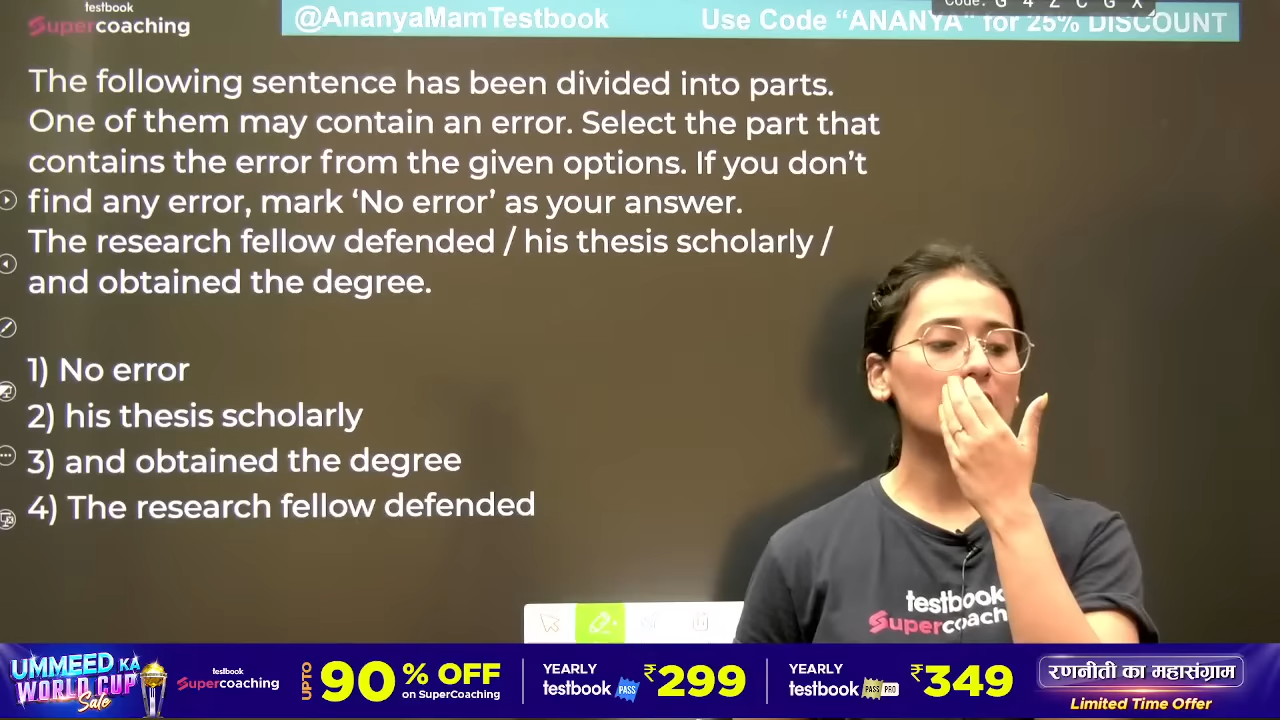 testbook
Supercoaching
@AnanyaMamTestbook
Use Code “ANANYA” for 25% DISCOUNT
Code: G 4 Z C G X
The following sentence has been divided into parts.
One of them may contain an error. Select the part that
contains the error from the given options. If you don’t
find any error, mark ‘No error’ as your answer.
The research fellow defended / his thesis scholarly /
and obtained the degree.
1) No error
2) his thesis scholarly
3) and obtained the degree
4) The research fellow defended
testbook
Supercoach
UMMEED KA
WORLD CUP
Sale
testbook
Supercoaching
UPTO
90% OFF
on SuperCoaching
YEARLY
testbook PASS
₹299
YEARLY
testbook PASS PRO
₹349
रणनीती का महासंग्राम
Limited Time Offer